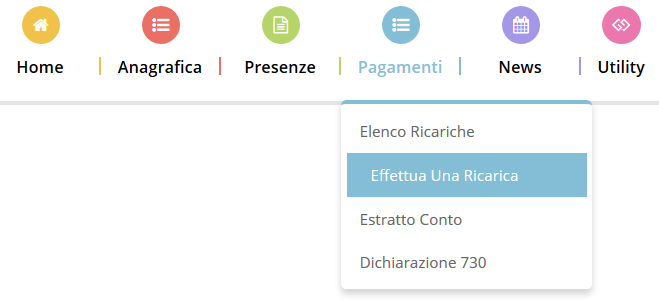 Home Anagrafica Presenze Pagamenti News Utility
Elenco Ricariche
Effettua Una Ricarica
Estratto Conto
Dichiarazione 730